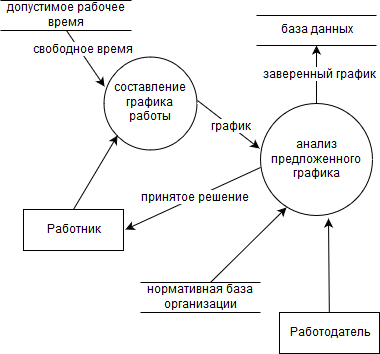 допустимое рабочее
время
свободное время
база данных
заверенный график
составление
графика
работы
график
анализ
предложенного
графика
принятое решение
Работник
нормативная база
организации
Работодатель